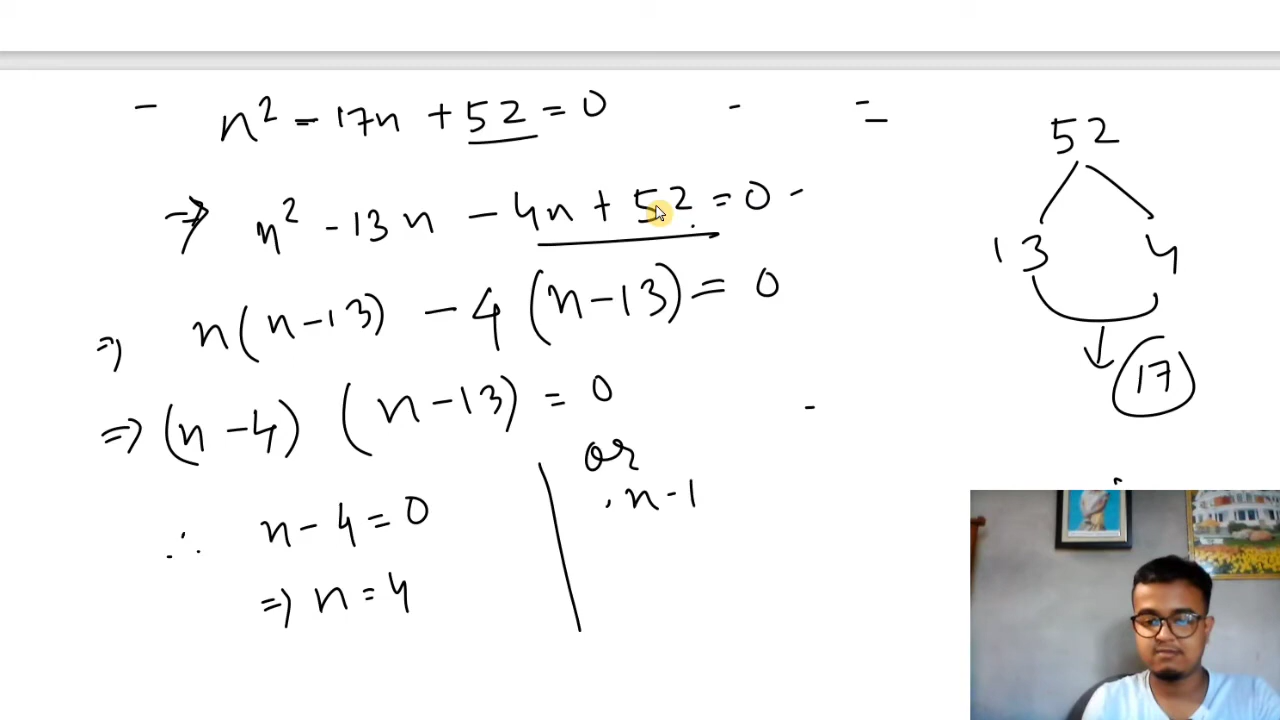 n² - 17n + 52 = 0
⇒ n² - 13n - 4n + 52 = 0
⇒ n(n-13) - 4(n-13) = 0
⇒ (n-4) (n-13) = 0
∴ n - 4 = 0
⇒ n = 4
or
n - 1
52
13 4
17